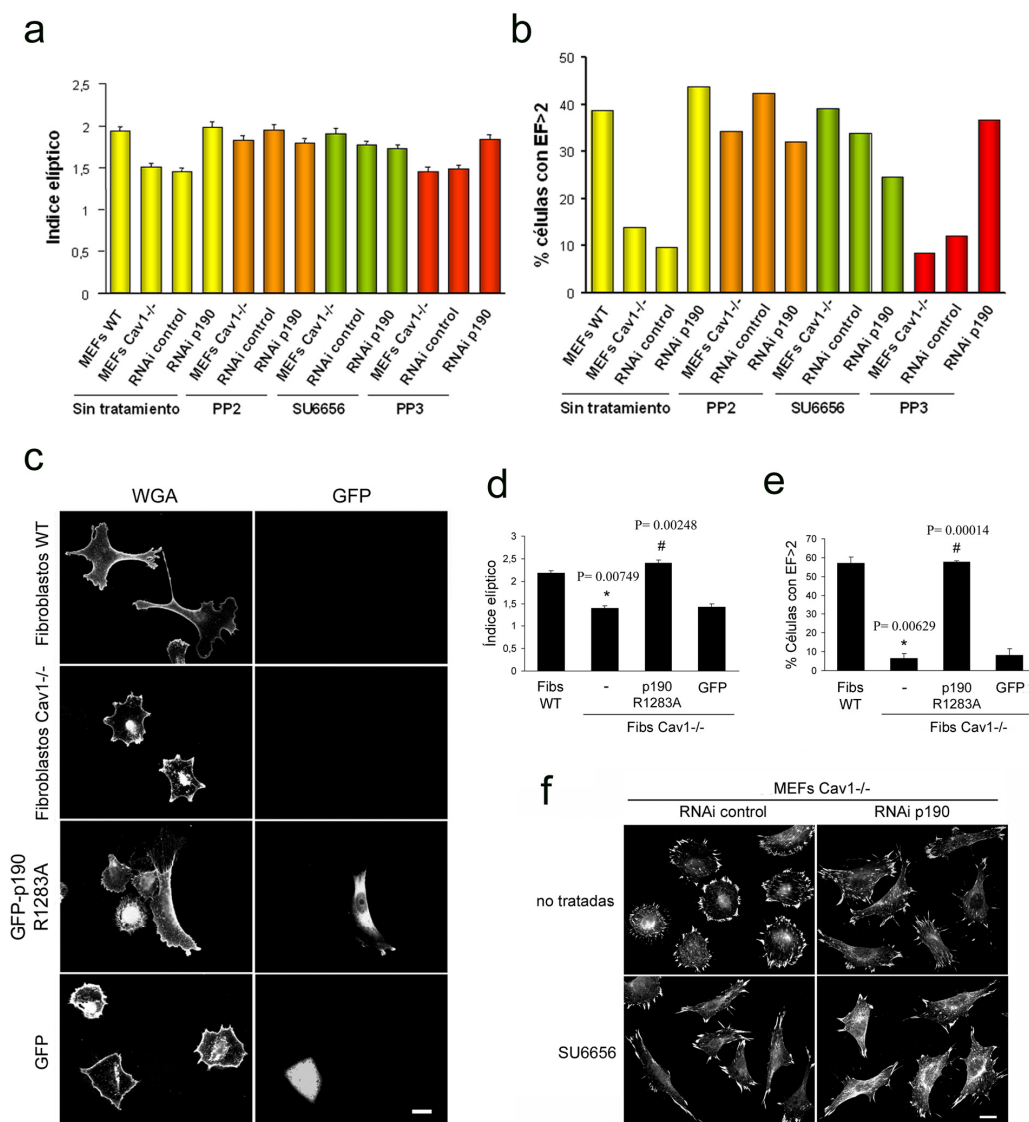 a
Indice elíptico
2,5
2
1,5
1
0,5
0
MEFs WT
MEFs Cav1-/-
RNAi control
RNAi p190
MEFs Cav1-/-
RNAi control
RNAi p190
MEFs Cav1-/-
RNAi control
RNAi p190
MEFs Cav1-/-
RNAi control
RNAi p190
Sin tratamiento
PP2
SU6656
PP3
b
% células con EF>2
50
40
30
20
10
0
MEFs WT
MEFs Cav1-/-
RNAi control
RNAi p190
MEFs Cav1-/-
RNAi control
RNAi p190
MEFs Cav1-/-
RNAi control
RNAi p190
MEFs Cav1-/-
RNAi control
RNAi p190
Sin tratamiento
PP2
SU6656
PP3
c
WGA
GFP
Fibroblastos WT
Fibroblastos Cav1-/-
GFP-p190
R1283A
GFP
d
Índice elíptico
3
2,5
2
1,5
1
0,5
0
P= 0.00248
#
P= 0.00749
*
Fibs
WT
-
p190
R1283A
GFP
Fibs Cav1-/-
e
% Células con EF>2
70
60
50
40
30
20
10
0
P= 0.00014
#
P= 0.00629
*
Fibs
WT
-
p190
R1283A
GFP
Fibs Cav1-/-
f
MEFs Cav1-/-
RNAi control
RNAi p190
no tratadas
SU6656